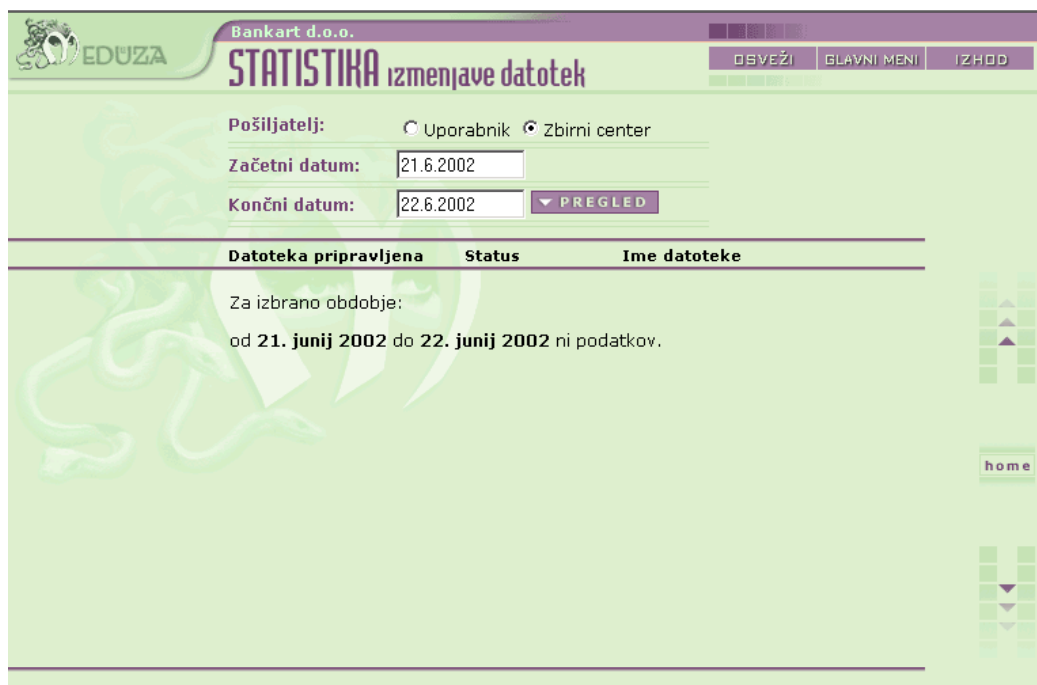 MEDUZA
Bankart d.o.o.
STATISTIKA izmenjave datotek
OSVEŽI GLAVNI MENI IZHOD
Pošiljatelj: Uporabnik Zbirni center
Začetni datum: 21.6.2002
Končni datum: 22.6.2002 PREGLED
Datoteka pripravljena Status Ime datoteke
Za izbrano obdobje:
od 21. junij 2002 do 22. junij 2002 ni podatkov.
home